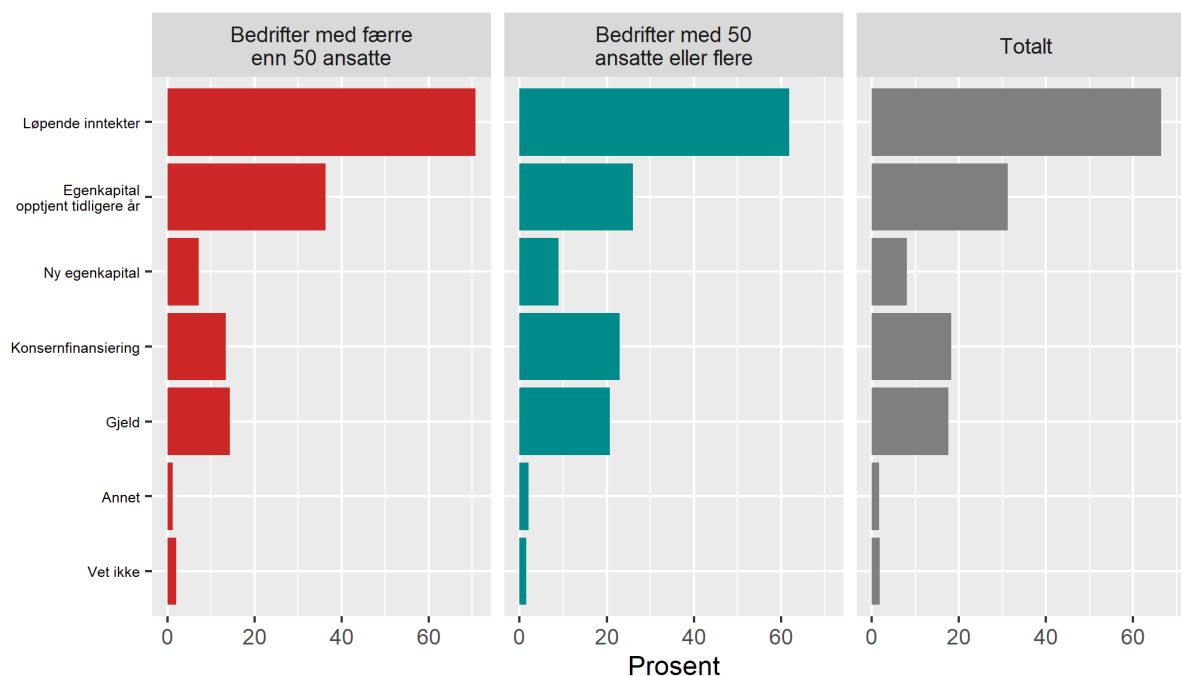 Bedrifter med færre
enn 50 ansatte
Bedrifter med 50
ansatte eller flere
Totalt
Løpende inntekter
Egenkapital
opptjent tidligere år
Ny egenkapital
Konsernfinansiering
Gjeld
Annet
Vet ikke
0 20 40 60
0 20 40 60
0 20 40 60
Prosent